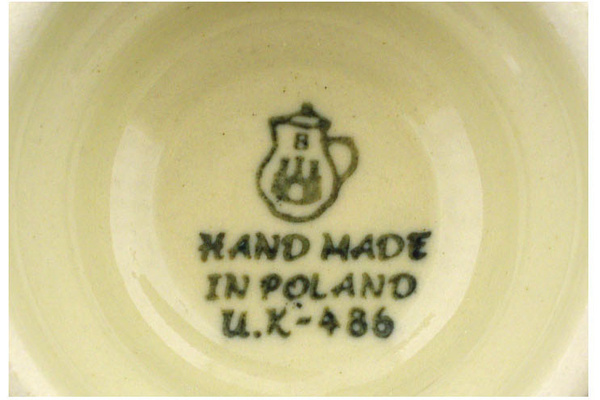 B
HAND MADE
IN POLAND
U.K-486